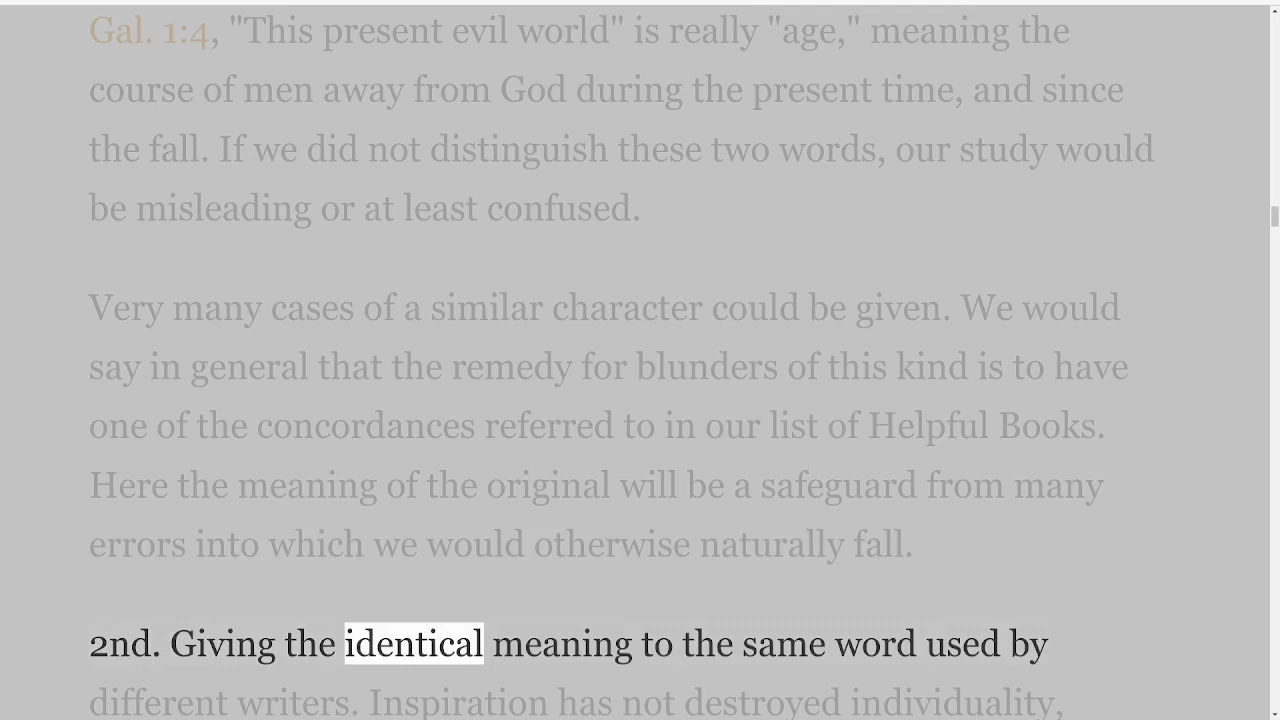 Gal. 1:4, "This present evil world" is really "age," meaning the
course of men away from God during the present time, and since
the fall. If we did not distinguish these two words, our study would
be misleading or at least confused.
Very many cases of a similar character could be given. We would
say in general that the remedy for blunders of this kind is to have
one of the concordances referred to in our list of Helpful Books.
Here the meaning of the original will be a safeguard from many
errors into which we would otherwise naturally fall.
2nd. Giving the identical meaning to the same word used by
different writers. Inspiration has not destroyed individuality,